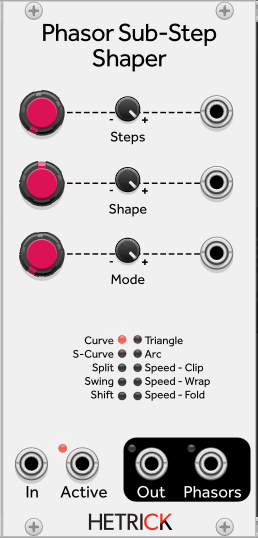 Phasor Sub-Step
Shaper
- +
Steps
- +
Shape
- +
Mode
Curve Triangle
S-Curve Arc
Split Speed - Clip
Swing Speed - Wrap
Shift Speed - Fold
In Active Out Phasors
HETRICK